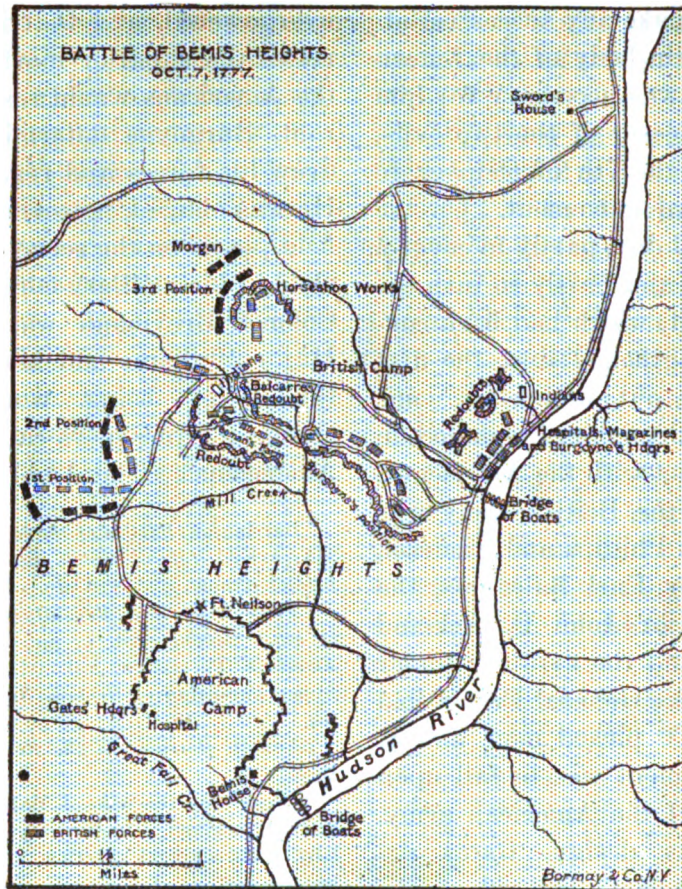 BATTLE OF BEMIS HEIGHTS
OCT. 7, 1777.
Sword's
House
Morgan
3rd Position
Horseshoe Works
Indians
British Camp
Balcarres
Redoubt
Redoubts
Indians
2nd Position
Redoubt
Hospitals, Magazines
and Burgoyne's Hdqrs.
1st Position
Mill Creek
Burgoyne's position
Bridge
of Boats
BEMIS HEIGHTS
Ft. Neilson
American
Camp
Gates' Hdqrs
Hospital
Great Fall Cr.
Bemis
House
Hudson River
Bridge
of Boats
AMERICAN FORCES
BRITISH FORCES
0 1/2
Miles
Bormay & Co., N.Y.